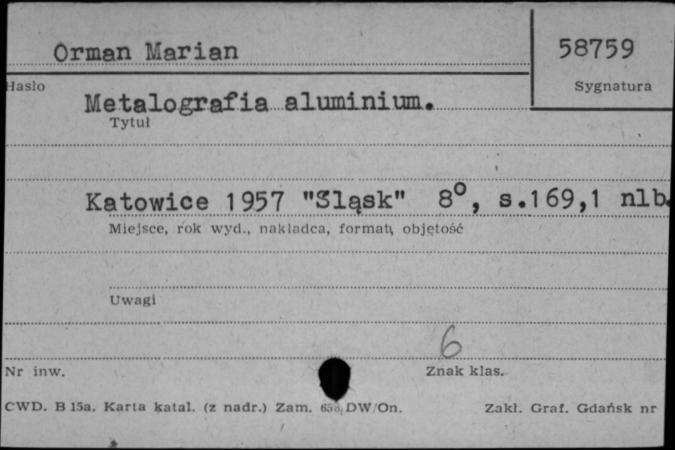 Orman Marian
58759
Hasło
Sygnatura
Metalografia aluminium.
Tytuł
Katowice 1957 "Śląsk" 8°, s.169,1 nlb.
Miejsce, rok wyd., nakładca, format, objętość
Uwagi
6
Nr inw.
Znak klas.
CWD. B 15a. Karta katal. (z nadr.) Zam. DW/On.
Zakł. Graf. Gdańsk nr